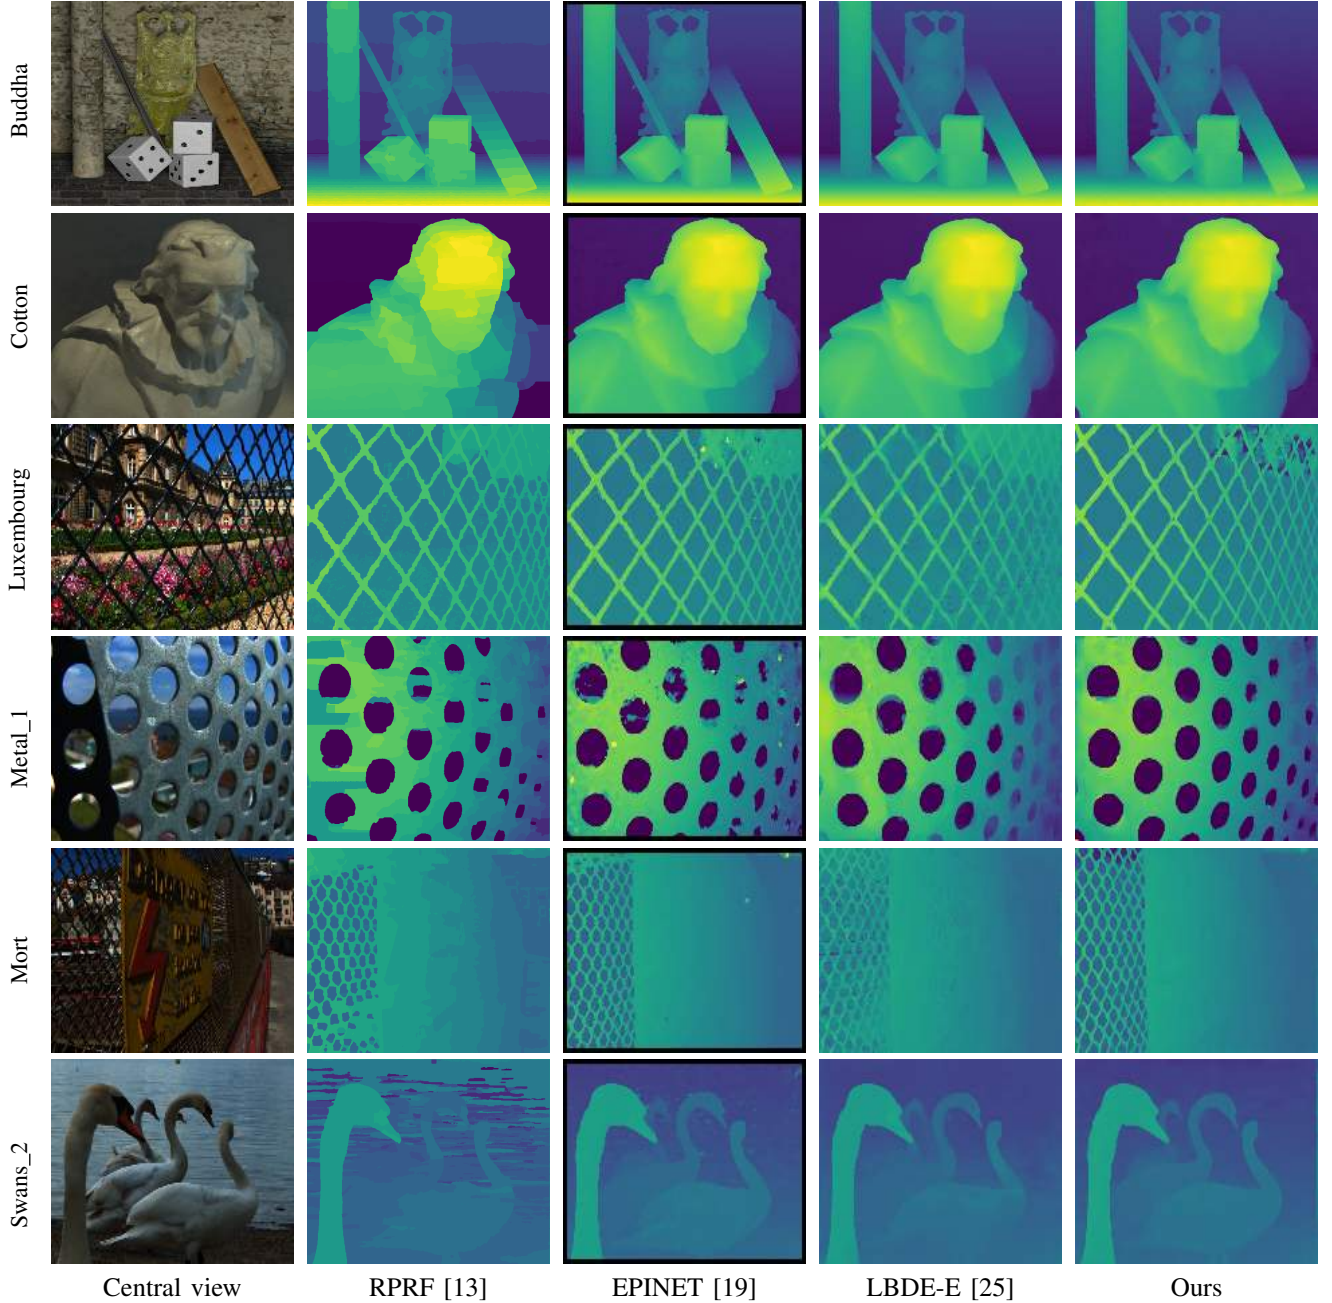 Buddha
Cotton
Luxembourg
Metal_1
Mort
Swans_2
Central view
RPRF [13]
EPINET [19]
LBDE-E [25]
Ours